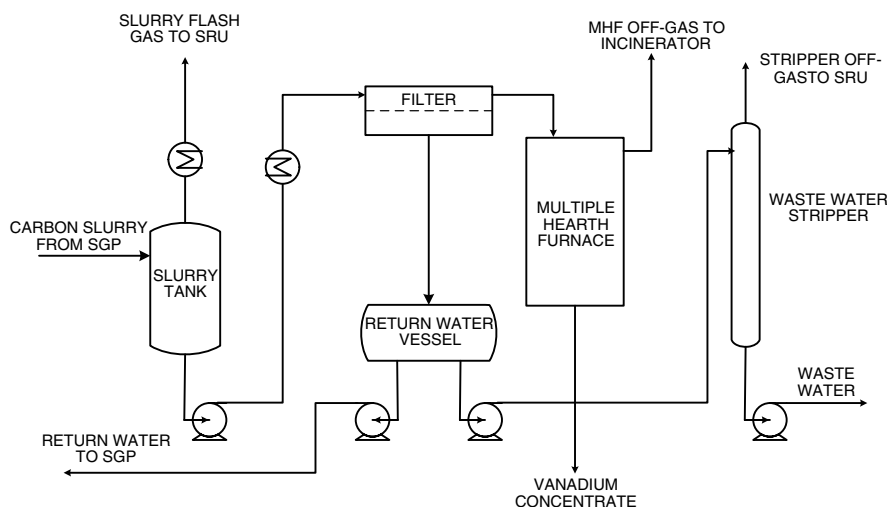 SLURRY FLASH
GAS TO SRU
MHF OFF-GAS TO
INCINERATOR
STRIPPER OFF-
GASTO SRU
FILTER
CARBON SLURRY
FROM SGP
SLURRY
TANK
MULTIPLE
HEARTH
FURNACE
WASTE WATER
STRIPPER
RETURN WATER
VESSEL
WASTE
WATER
RETURN WATER
TO SGP
VANADIUM
CONCENTRATE